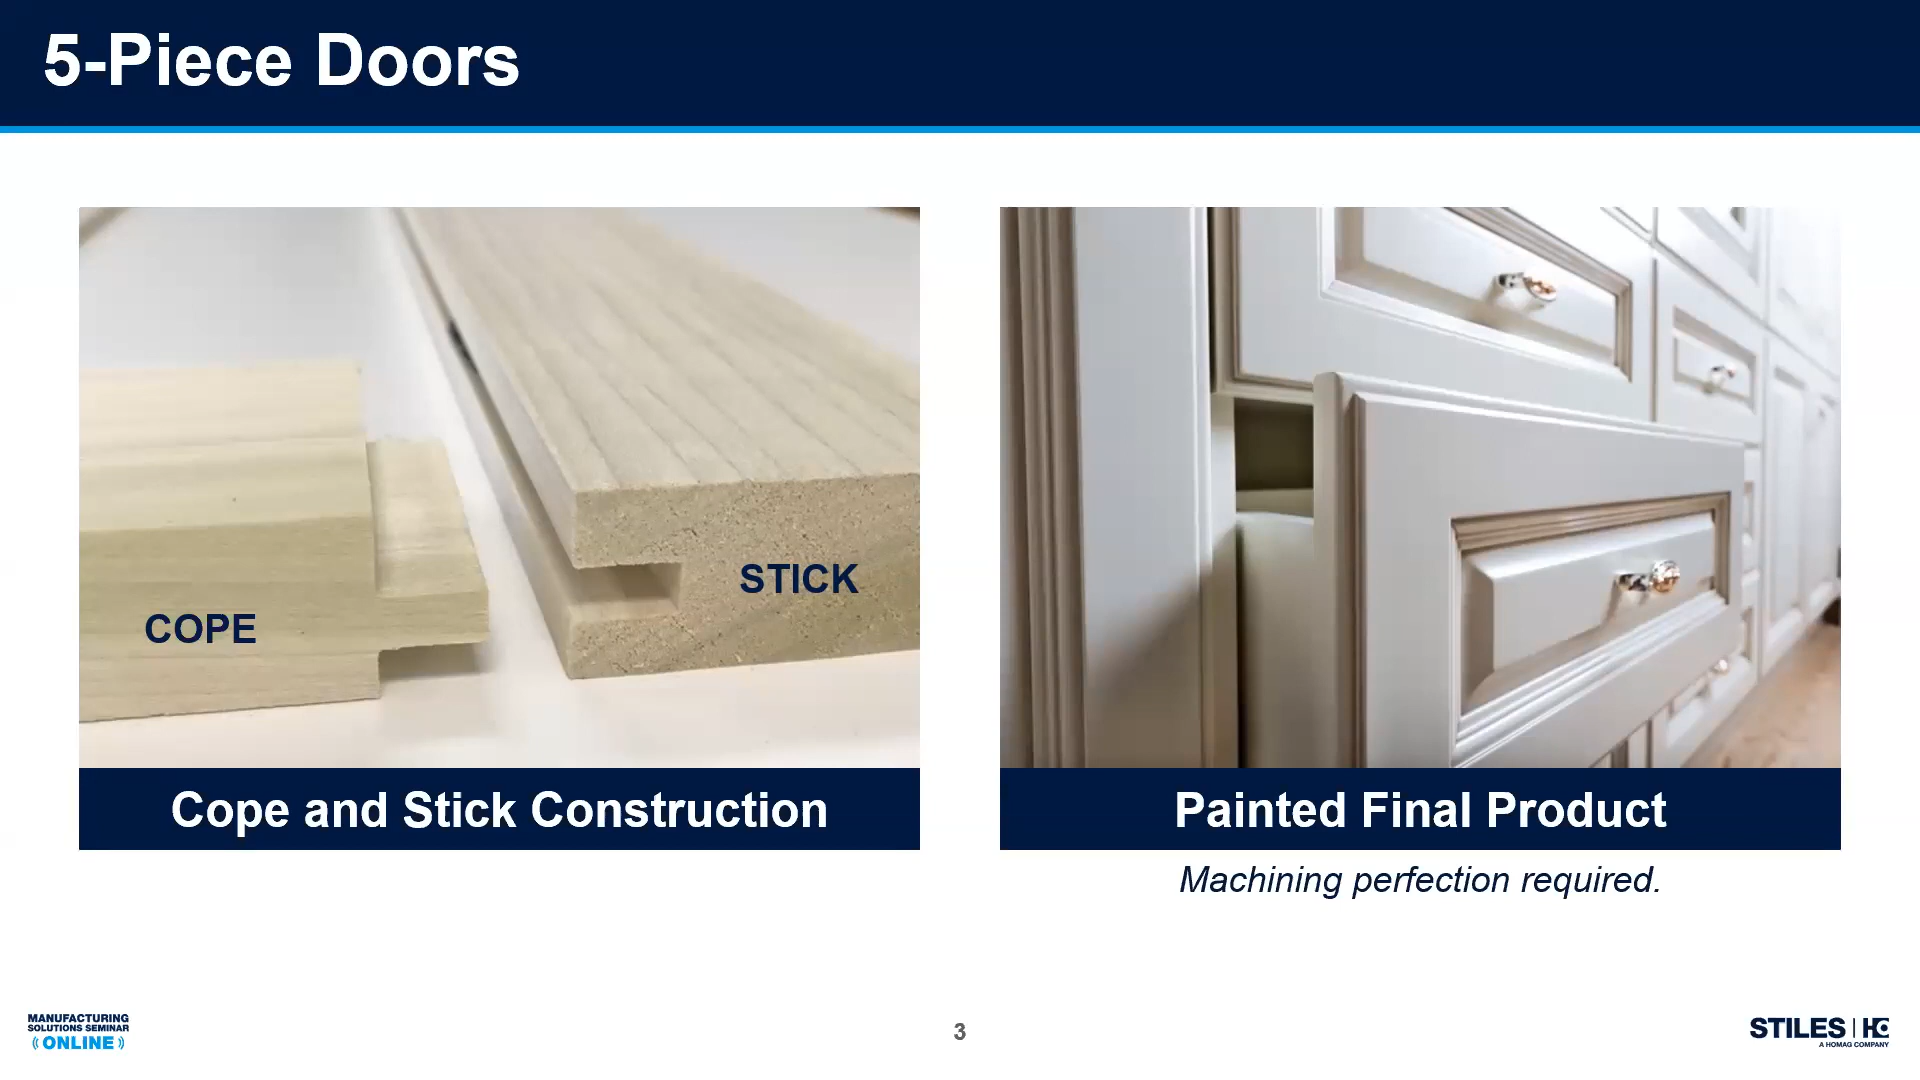 5-Piece Doors
COPE
STICK
Cope and Stick Construction
Painted Final Product
Machining perfection required.
MANUFACTURING
SOLUTIONS SEMINAR
ONLINE
3
STILES | HC
A HOMAG COMPANY